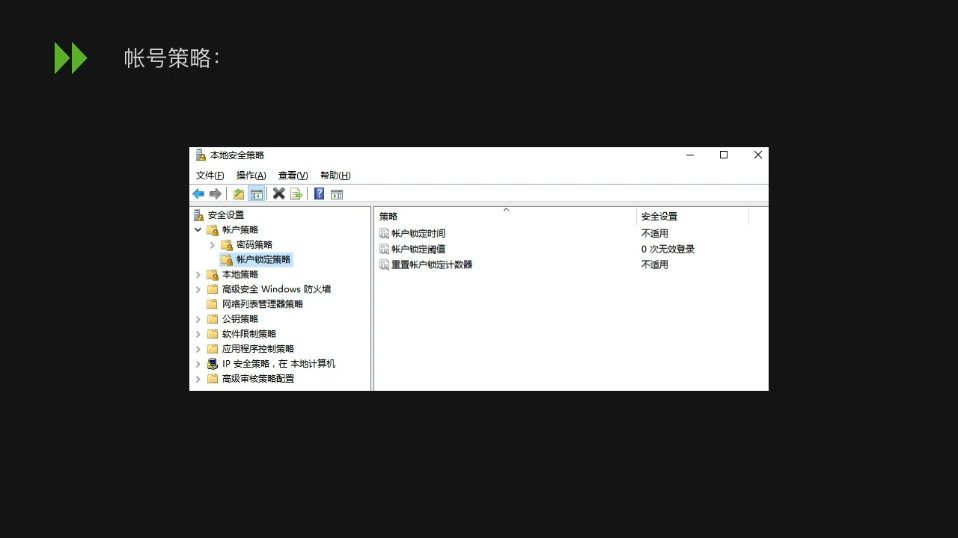 帐号策略：
本地安全策略
文件(F) 操作(A) 查看(V) 帮助(H)
安全设置
帐户策略
密码策略
帐户锁定策略
本地策略
高级安全 Windows 防火墙
网络列表管理器策略
公钥策略
软件限制策略
应用程序控制策略
IP 安全策略，在 本地计算机
高级审核策略配置
策略 安全设置
帐户锁定时间 不适用
帐户锁定阈值 0 次无效登录
重置帐户锁定计数器 不适用